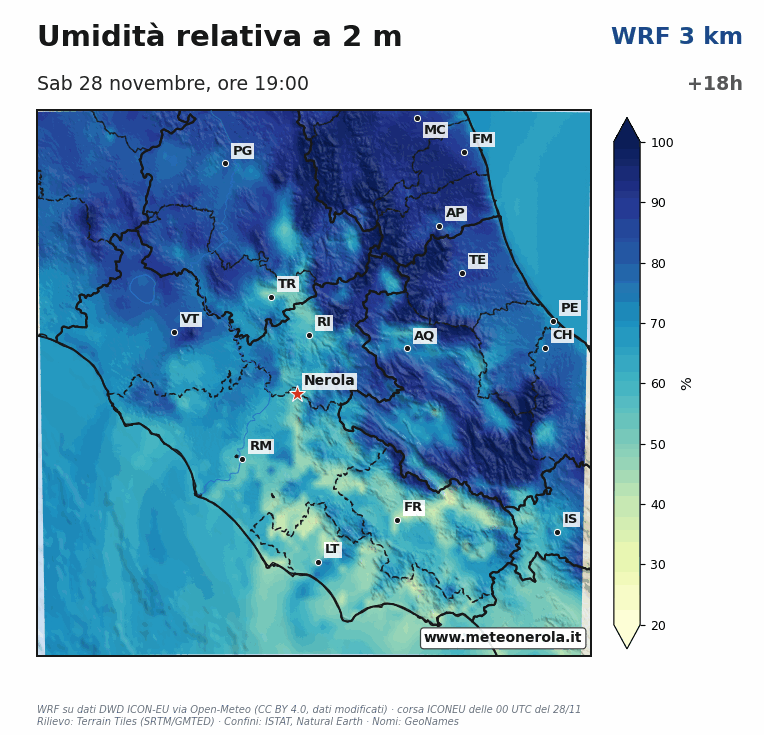 Umidità relativa a 2 m
WRF 3 km
Sab 28 novembre, ore 19:00
+18h
MC
FM
PG
AP
TE
TR
PE
VT
RI
AQ
CH
Nerola
RM
FR
IS
LT
www.meteonerola.it
100
90
80
70
60
50
40
30
20
%
WRF su dati DWD ICON-EU via Open-Meteo (CC BY 4.0, dati modificati) · corsa ICONEU delle 00 UTC del 28/11
Rilievo: Terrain Tiles (SRTM/GMTED) · Confini: ISTAT, Natural Earth · Nomi: GeoNames